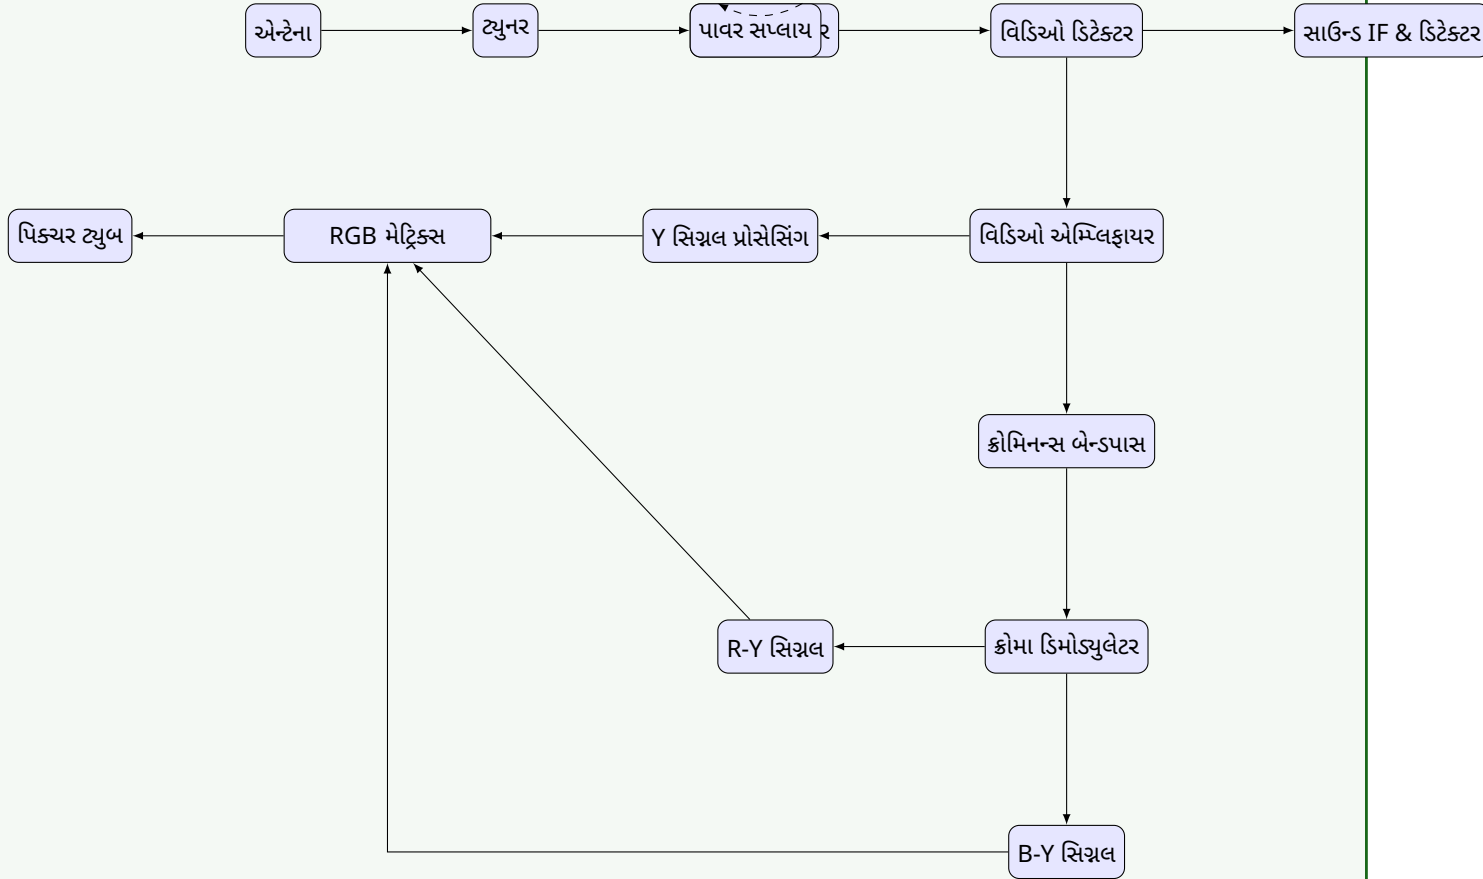 એન્ટેના
ટ્યુનર
પાવર સપ્લાય
ર
વિડિઓ ડિટેક્ટર
સાઉન્ડ IF & ડિટેક્ટર
પિક્ચર ટ્યુબ
RGB મેટ્રિક્સ
Y સિગ્નલ પ્રોસેસિંગ
વિડિઓ એમ્પ્લિફાયર
ક્રોમિનન્સ બેન્ડપાસ
R-Y સિગ્નલ
ક્રોમા ડિમોડ્યુલેટર
B-Y સિગ્નલ